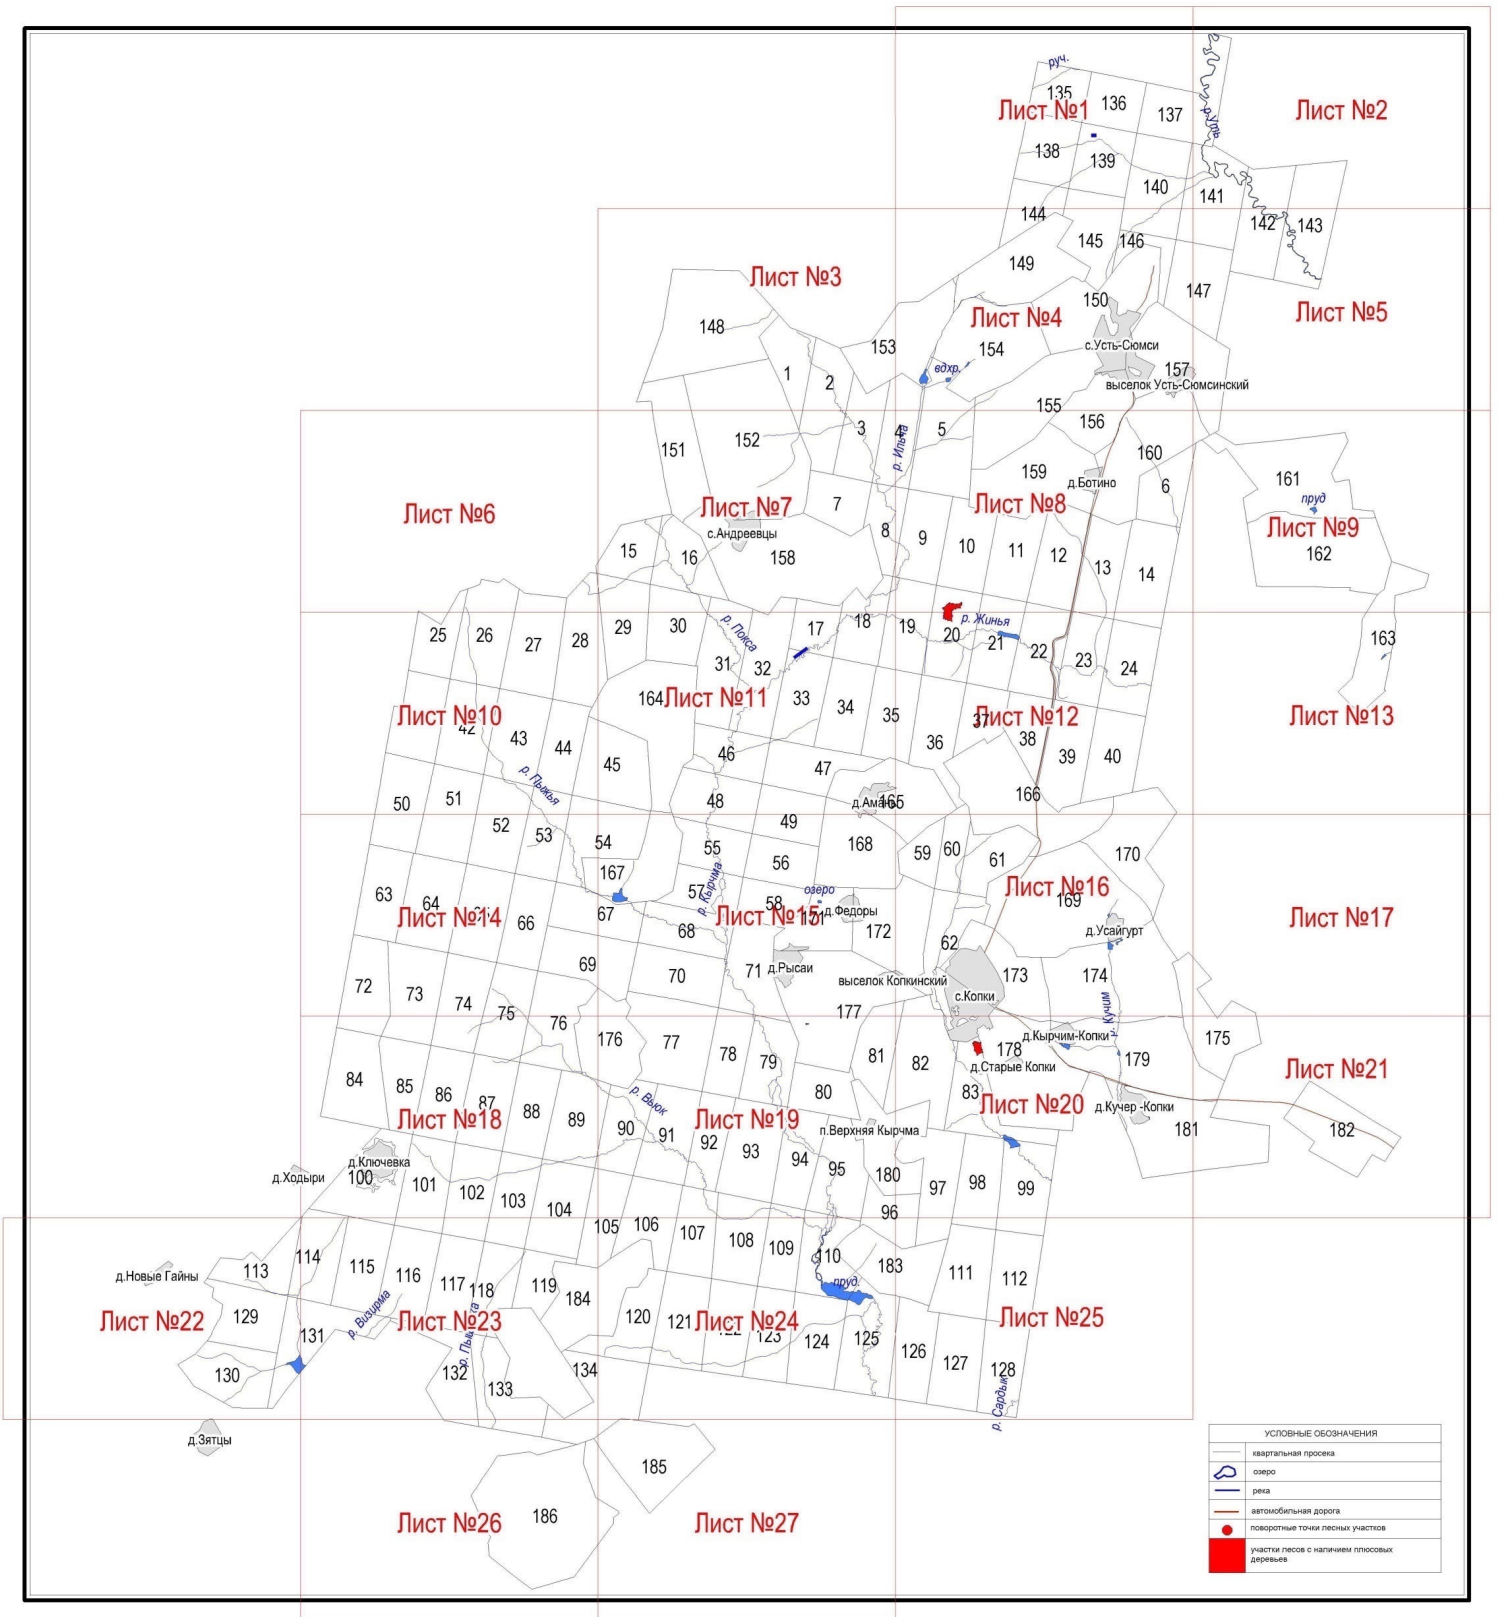 руч.
135
136
137
Лист №1
Лист №2
р.Уть
138
139
140
141
142
143
144
145
146
147
149
Лист №3
148
150
Лист №4
Лист №5
153
154
с.Усть-Сюмси
вдхр.
157
выселок Усть-Сюмсинский
1
2
155
156
3
4
5
р. Ильча
151
152
160
159
д.Ботино
6
161
пруд
Лист №6
Лист №7
7
Лист №8
Лист №9
162
с.Андреевцы
8
9
10
11
12
13
14
15
16
158
25
26
27
28
29
30
р. Покса
17
18
19
20
р. Жинья
21
22
23
24
163
31
32
164
Лист №11
33
34
35
Лист №10
42
43
44
45
46
47
36
37
Лист №12
38
39
40
Лист №13
р. Пыжья
50
51
48
д.Амань
165
166
52
53
54
49
168
55
56
59
60
61
170
167
57
р. Кырчма
58
озеро
Лист №16
169
63
64
Лист №14
66
67
68
Лист №15
171
д.Федоры
172
д.Усайгурт
Лист №17
62
69
70
71
д.Рысаи
выселок Копкинский
173
174
72
73
74
75
76
с.Копки
177
р. Кучим
176
77
78
79
81
82
178
д.Кырчим-Копки
179
175
д.Старые Копки
Лист №21
84
85
86
87
88
89
р. Вьюк
80
83
Лист №20
д.Кучер -Копки
Лист №18
90
91
92
93
Лист №19
п.Верхняя Кырчма
181
182
94
95
д.Ключевка
д.Ходыри
100
101
102
103
104
180
96
97
98
99
105
106
107
108
109
110
113
114
115
116
117
118
119
184
д.Новые Гайны
183
111
112
пруд.
Лист №22
129
131
р. Визирма
Лист №23
120
121
Лист №24
122
123
124
125
Лист №25
126
127
128
130
132
133
134
р. Сардык
д.Зятцы
185
186
Лист №26
Лист №27
УСЛОВНЫЕ ОБОЗНАЧЕНИЯ
квартальная просека
озеро
река
автомобильная дорога
поворотные точки лесных участков
участки лесов с наличием плюсовых
деревьев